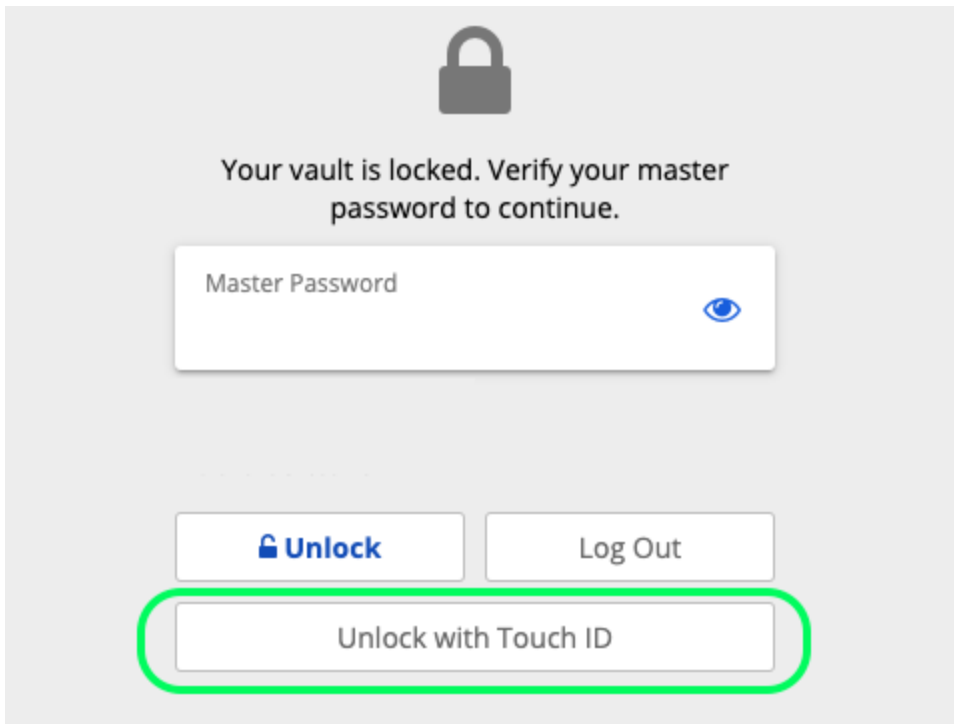 Your vault is locked. Verify your master
password to continue.
Master Password
Unlock
Log Out
Unlock with Touch ID